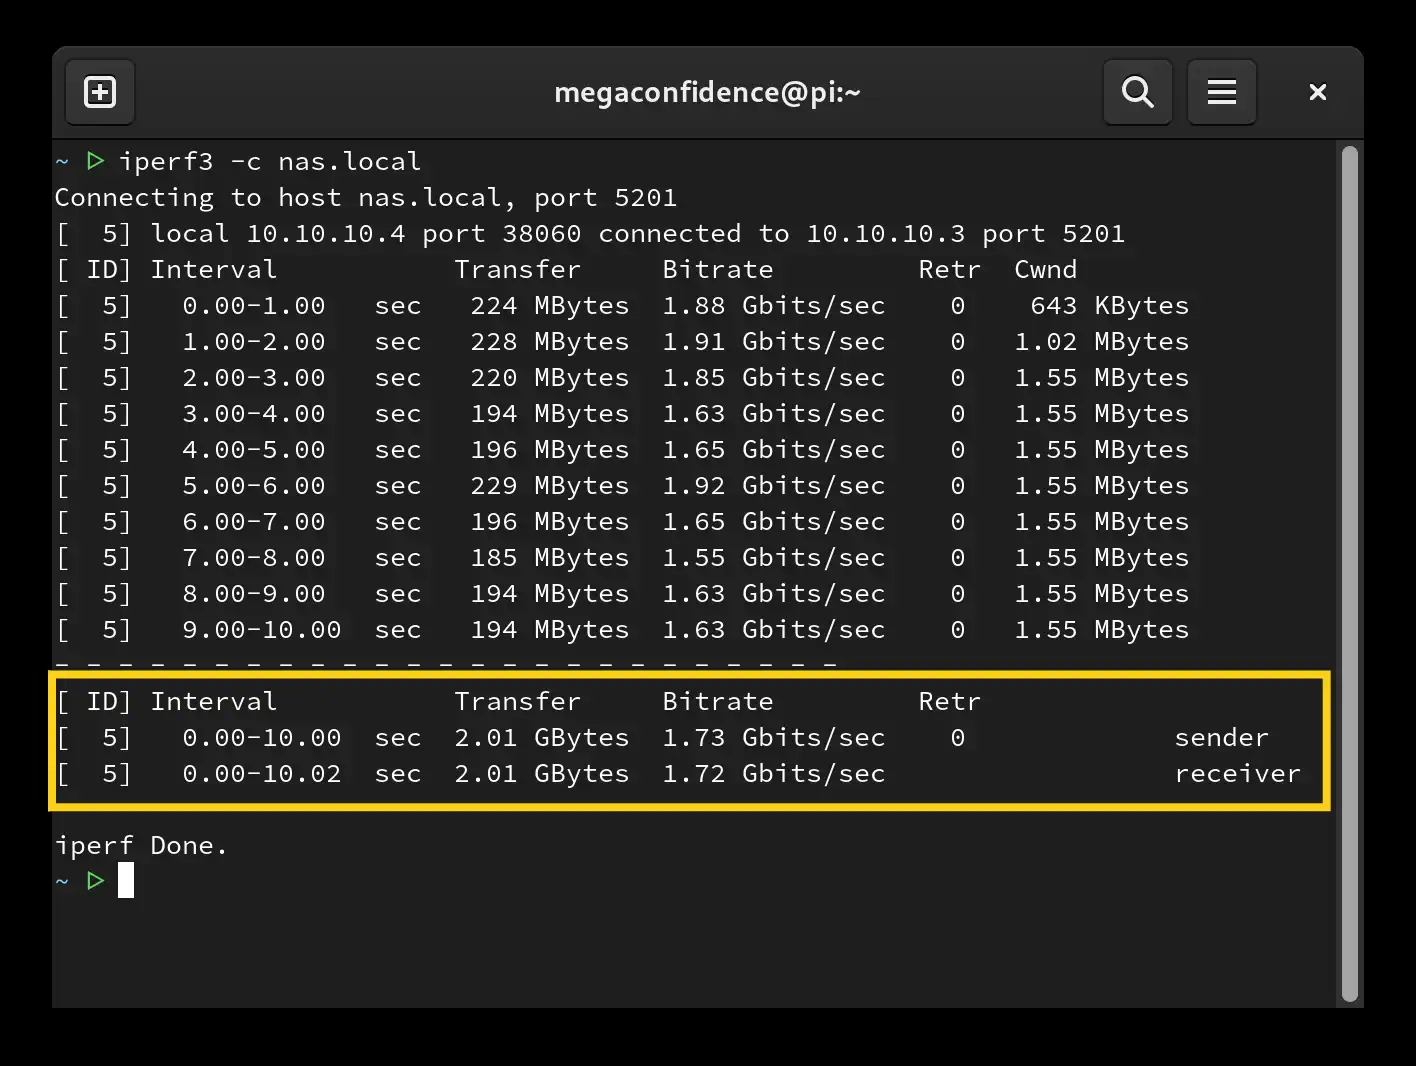 megaconfidence@pi:~
~ ▷ iperf3 -c nas.local
Connecting to host nas.local, port 5201
[  5] local 10.10.10.4 port 38060 connected to 10.10.10.3 port 5201
[ ID] Interval           Transfer     Bitrate         Retr  Cwnd
[  5]   0.00-1.00   sec   224 MBytes  1.88 Gbits/sec    0    643 KBytes
[  5]   1.00-2.00   sec   228 MBytes  1.91 Gbits/sec    0   1.02 MBytes
[  5]   2.00-3.00   sec   220 MBytes  1.85 Gbits/sec    0   1.55 MBytes
[  5]   3.00-4.00   sec   194 MBytes  1.63 Gbits/sec    0   1.55 MBytes
[  5]   4.00-5.00   sec   196 MBytes  1.65 Gbits/sec    0   1.55 MBytes
[  5]   5.00-6.00   sec   229 MBytes  1.92 Gbits/sec    0   1.55 MBytes
[  5]   6.00-7.00   sec   196 MBytes  1.65 Gbits/sec    0   1.55 MBytes
[  5]   7.00-8.00   sec   185 MBytes  1.55 Gbits/sec    0   1.55 MBytes
[  5]   8.00-9.00   sec   194 MBytes  1.63 Gbits/sec    0   1.55 MBytes
[  5]   9.00-10.00  sec   194 MBytes  1.63 Gbits/sec    0   1.55 MBytes
- - - - - - - - - - - - - - - - - - - - - - - - -
[ ID] Interval           Transfer     Bitrate         Retr
[  5]   0.00-10.00  sec  2.01 GBytes  1.73 Gbits/sec    0             sender
[  5]   0.00-10.02  sec  2.01 GBytes  1.72 Gbits/sec                  receiver
iperf Done.
~ ▷